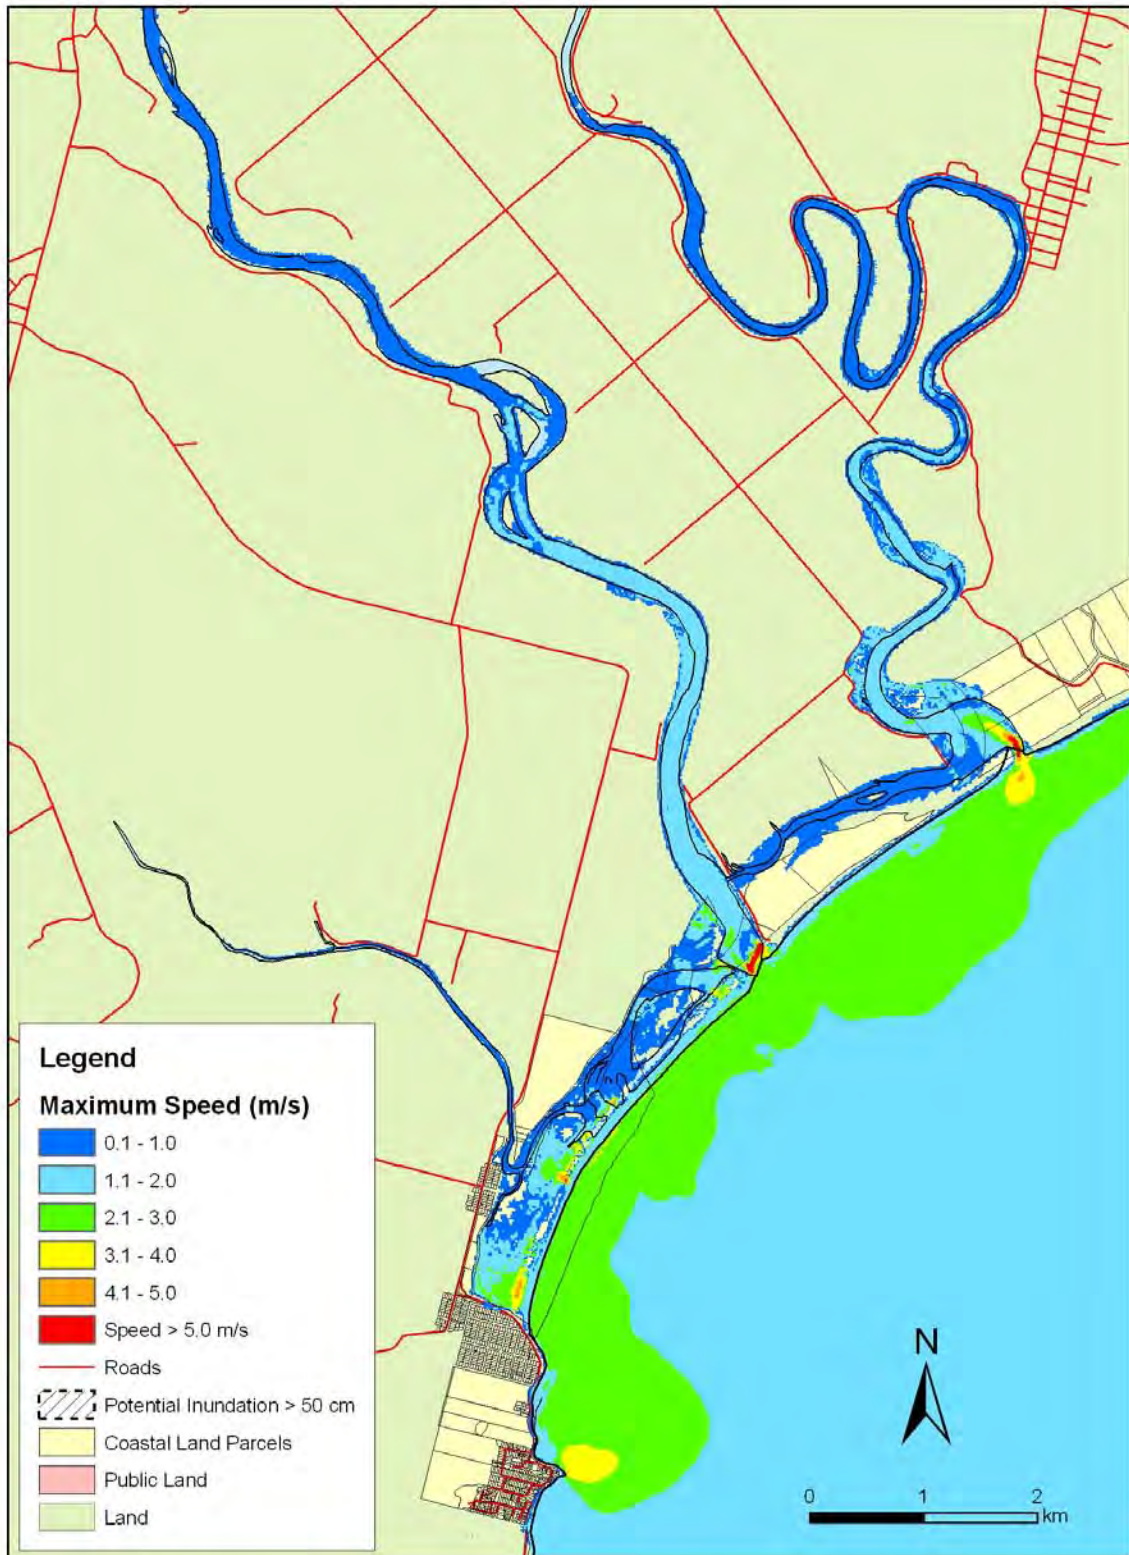 Legend
Maximum Speed (m/s)
0.1 - 1.0
1.1 - 2.0
2.1 - 3.0
3.1 - 4.0
4.1 - 5.0
Speed > 5.0 m/s
Roads
Potential Inundation > 50 cm
Coastal Land Parcels
Public Land
Land
N
0 1 2
km